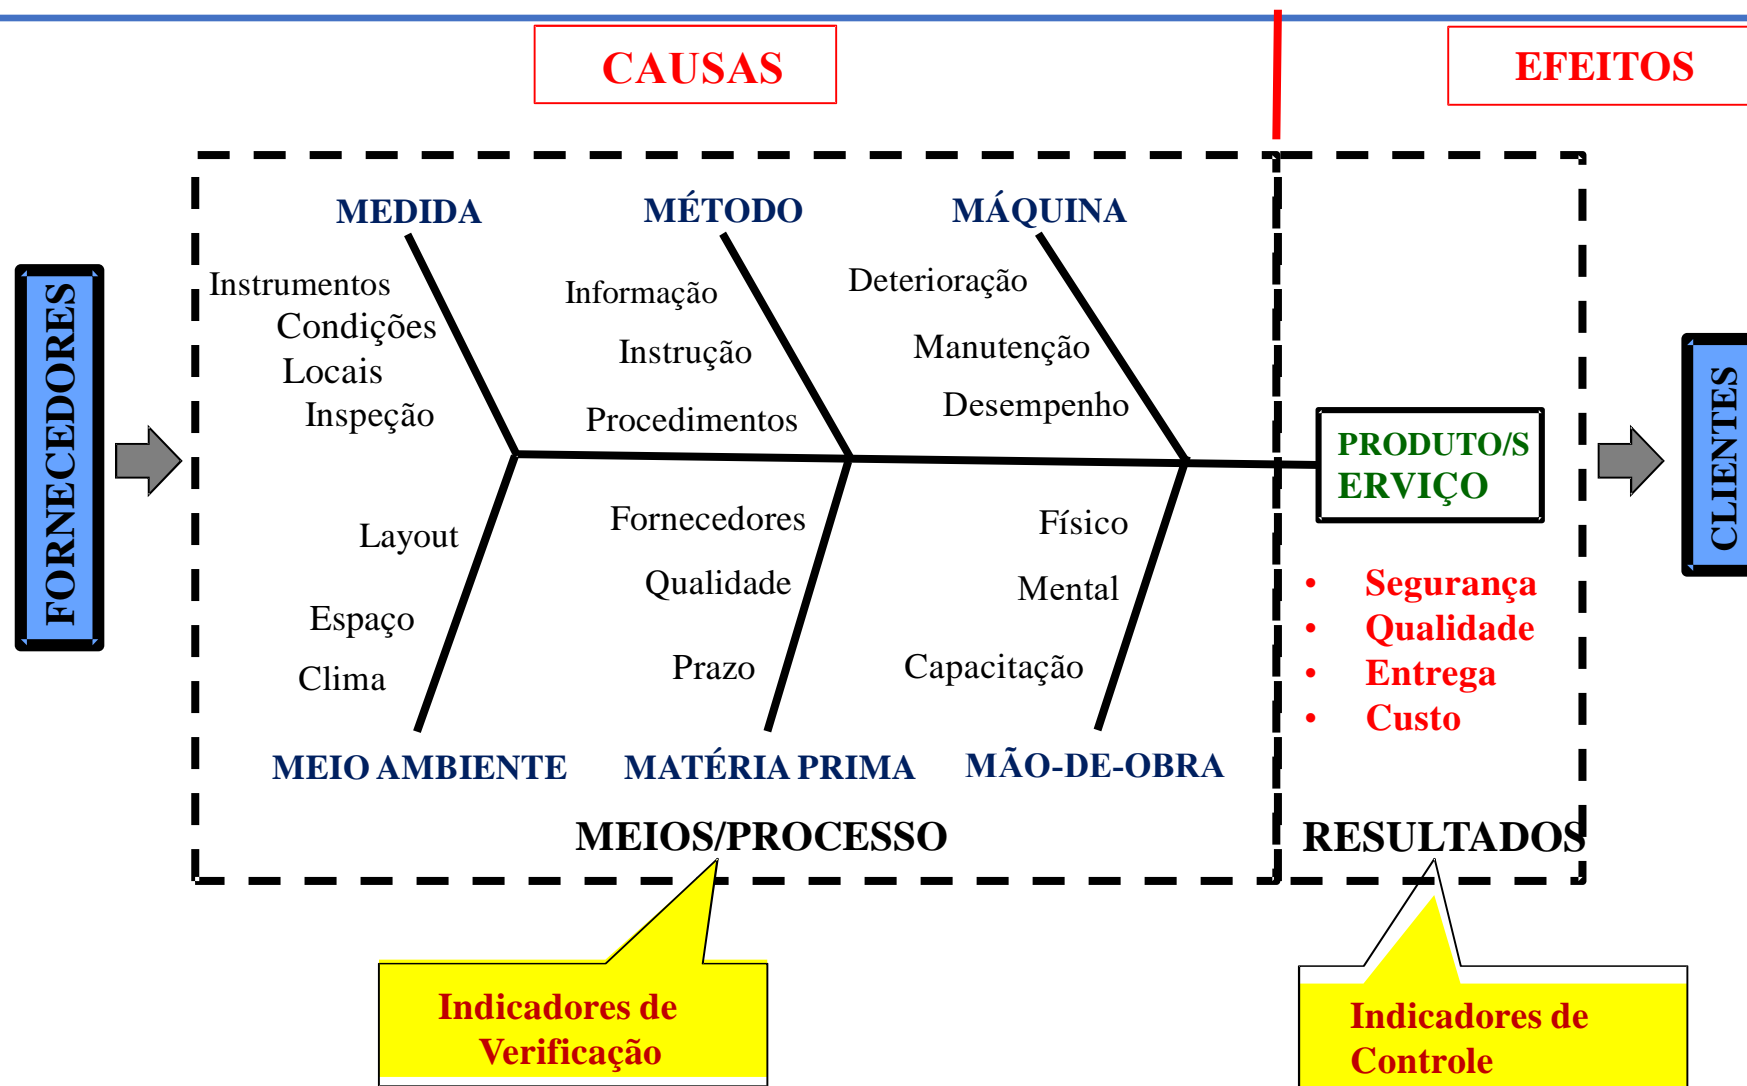 CAUSAS
EFEITOS
MEDIDA
MÉTODO
MÁQUINA
Instrumentos
Condições
Locais
Inspeção
Informação
Instrução
Procedimentos
Deterioração
Manutenção
Desempenho
FORNECEDORES
PRODUTO/S
ERVIÇO
CLIENTES
Layout
Espaço
Clima
Fornecedores
Qualidade
Prazo
Físico
Mental
Capacitação
• Segurança
• Qualidade
• Entrega
• Custo
MEIO AMBIENTE
MATÉRIA PRIMA
MÃO-DE-OBRA
MEIOS/PROCESSO
RESULTADOS
Indicadores de
Verificação
Indicadores de
Controle